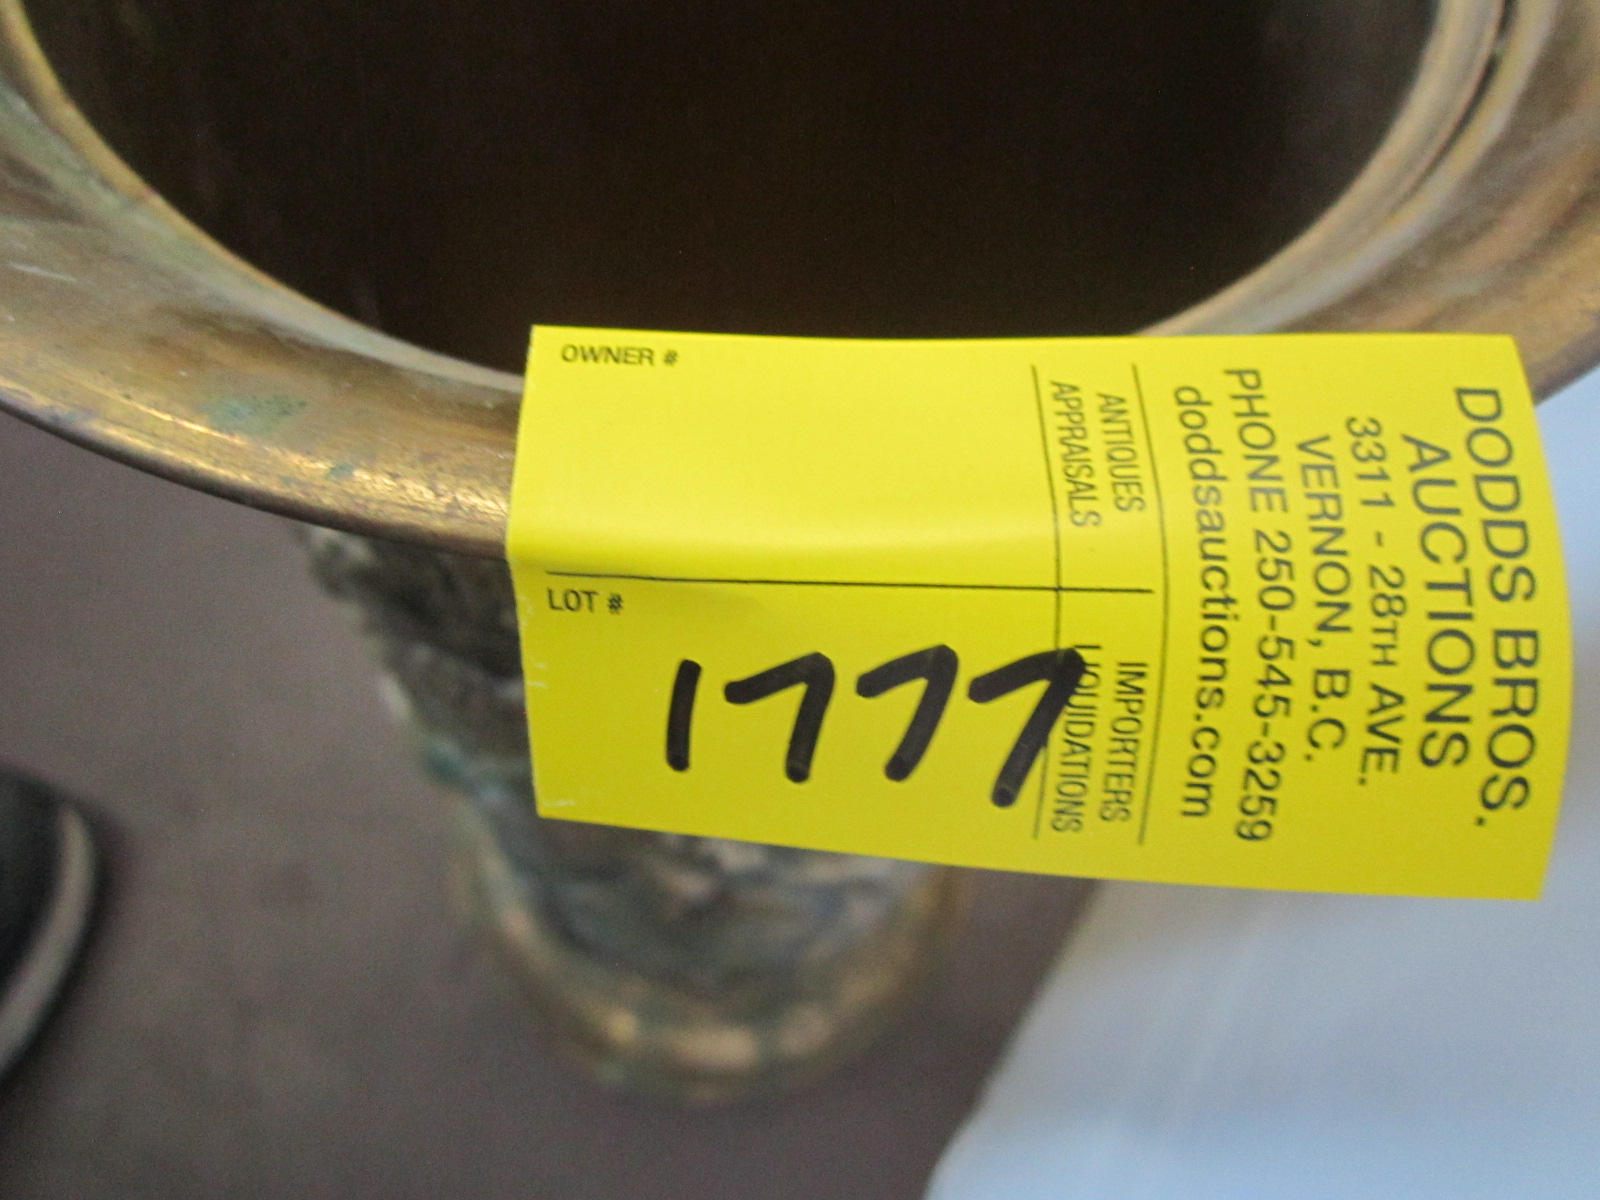 OWNER #
LOT #
1777
ANTIQUES
APPRAISALS
IMPORTERS
LIQUIDATIONS
DODDS BROS.
AUCTIONS
3311 - 28TH AVE.
VERNON, B.C.
PHONE 250-545-3259
doddsauctions.com